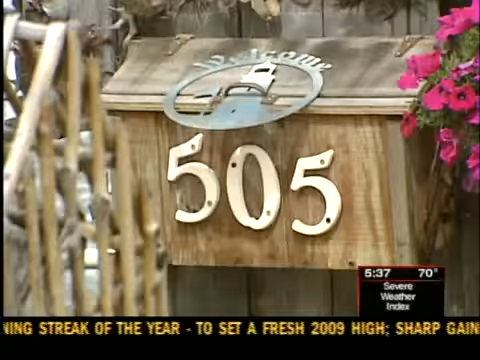 Welcome
505
5:37 70°
Severe
Weather
Index
NING STREAK OF THE YEAR - TO SET A FRESH 2009 HIGH; SHARP GAIN